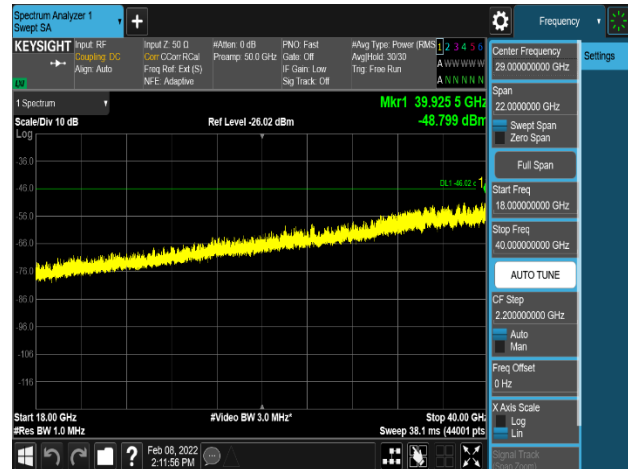 Spectrum Analyzer 1
Swept SA
Frequency
KEYSIGHT
Input: RF
Coupling: DC
Align: Auto
Input Z: 50 Ω
Corr CCorr RCal
Freq Ref: Ext (S)
NFE: Adaptive
#Atten: 0 dB
Preamp: 50.0 GHz
PNO: Fast
Gate: Off
IF Gain: Low
Sig Track: Off
#Avg Type: Power (RMS
Avg|Hold: 30/30
Trig: Free Run
1 2 3 4 5 6
A W W W W W
A N N N N N
LXI
1 Spectrum
Scale/Div 10 dB
Log
Ref Level -26.02 dBm
Mkr1 39.925 5 GHz
-48.799 dBm
DL1 -46.02
1
-36.0
-46.0
-56.0
-66.0
-76.0
-86.0
-96.0
-106
-116
Start 18.00 GHz
#Res BW 1.0 MHz
#Video BW 3.0 MHz*
Stop 40.00 GHz
Sweep 38.1 ms (44001 pts
Feb 08, 2022
2:11:56 PM
Settings
Center Frequency
29.000000000 GHz
Span
22.0000000 GHz
Swept Span
Zero Span
Full Span
Start Freq
18.000000000 GHz
Stop Freq
40.000000000 GHz
AUTO TUNE
CF Step
2.200000000 GHz
Auto
Man
Freq Offset
0 Hz
X Axis Scale
Log
Lin
Signal Track
(Span Zoom)